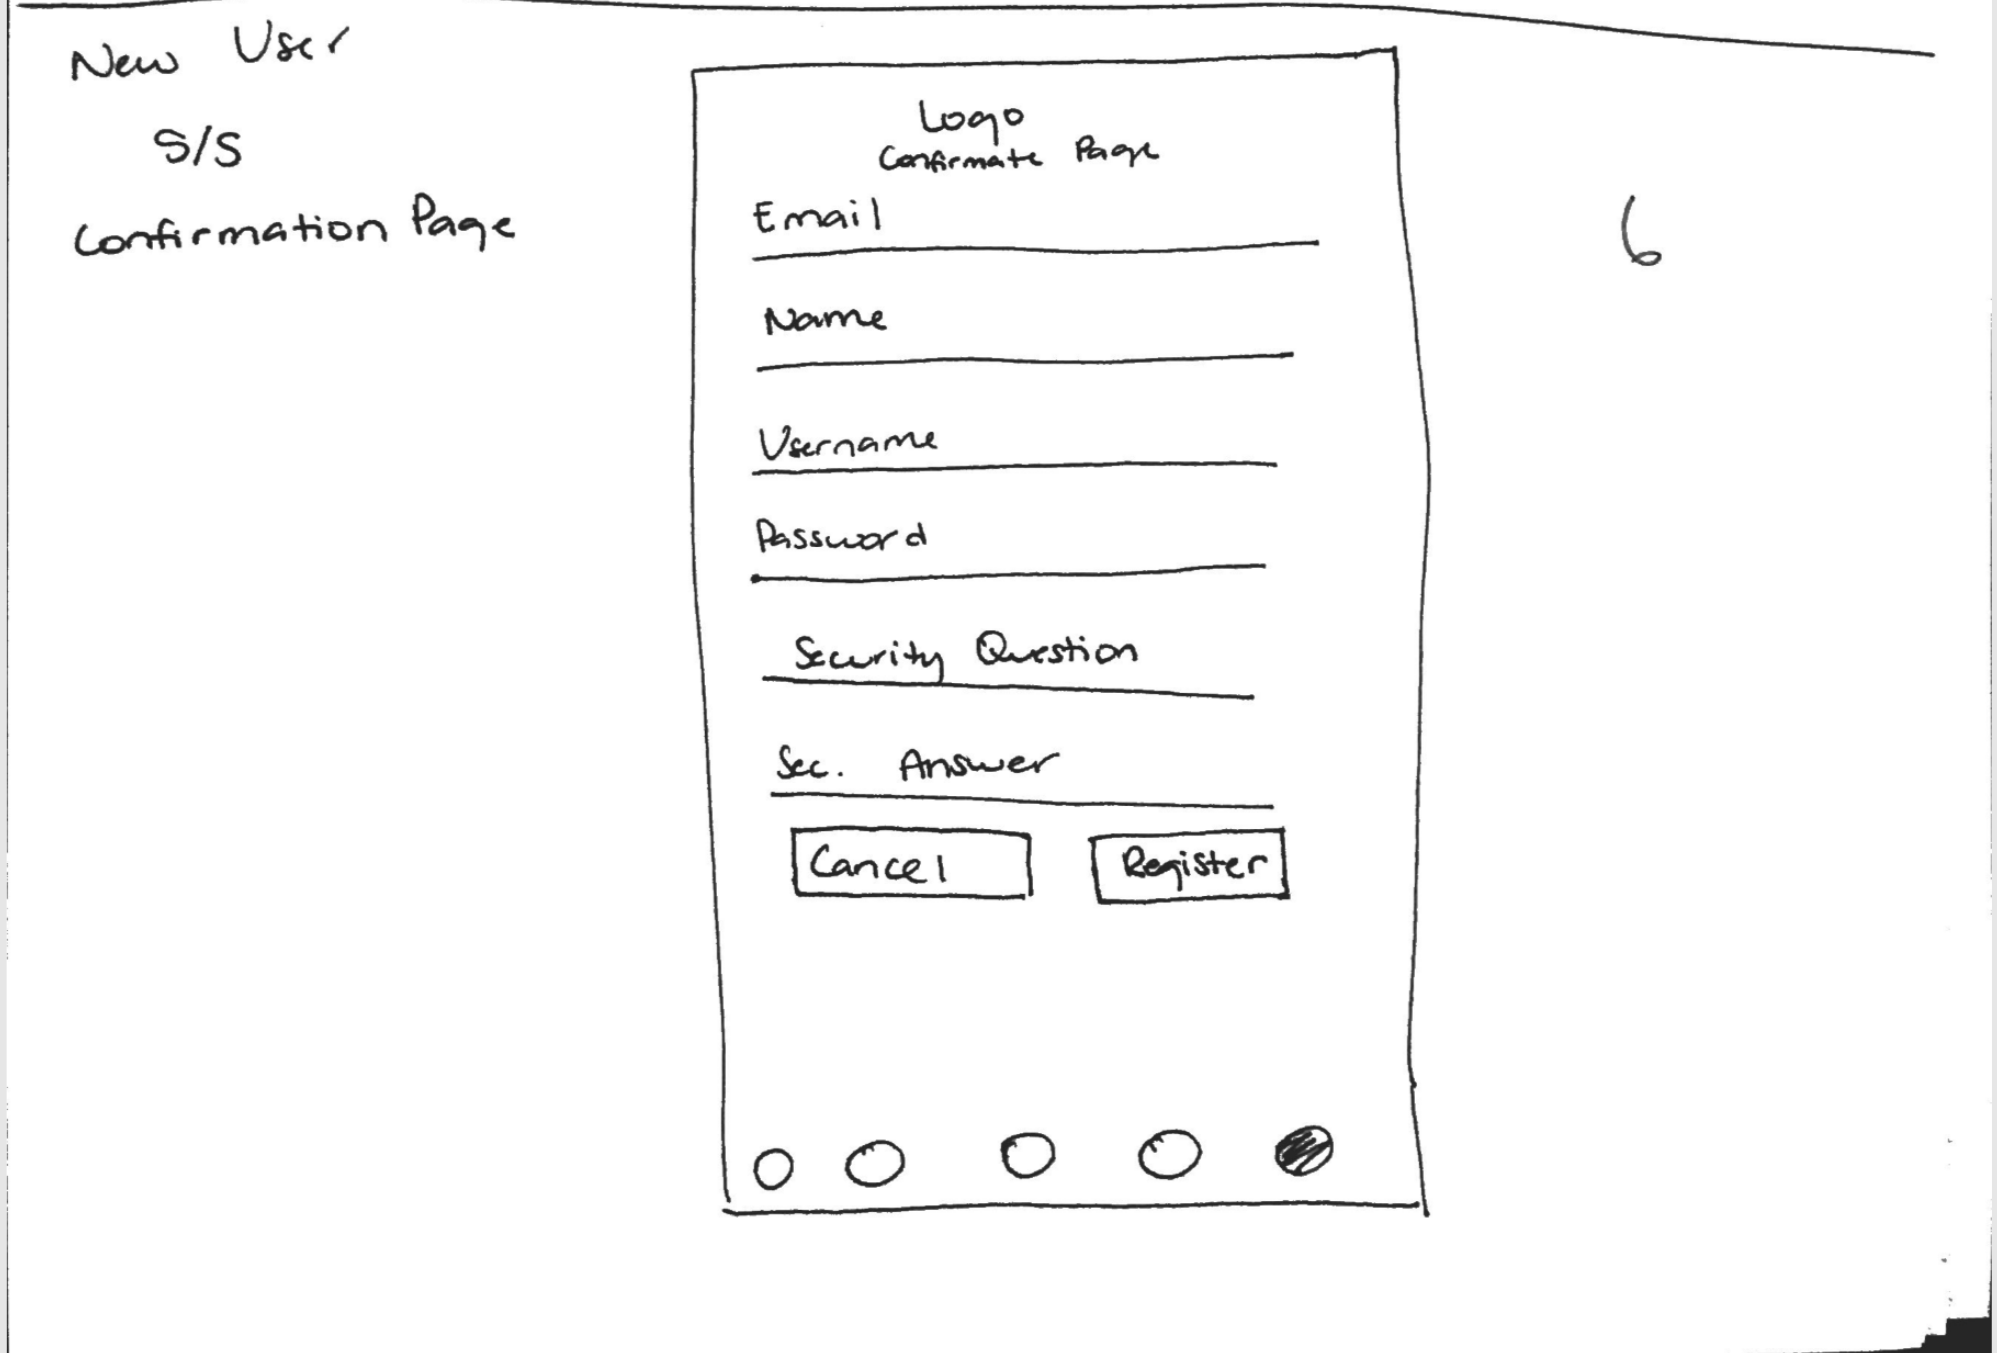 New User
S/S
Confirmation Page
Logo
Confirmate Page
Email
Name
Username
Password
Security Question
Sec. Answer
Cancel
Register
6